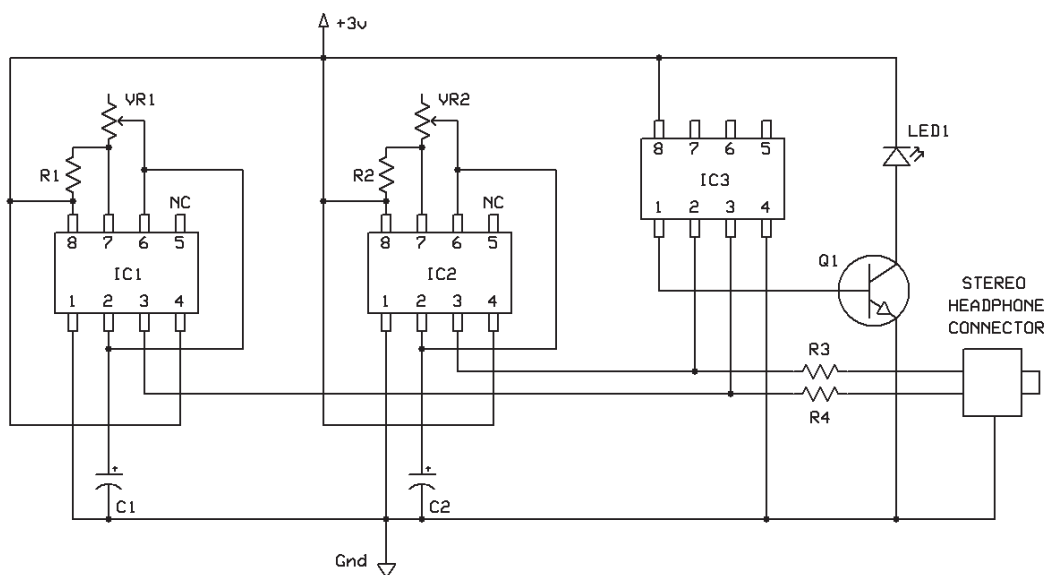 +3v
VR1
VR2
LED1
8 7 6 5
R1
R2
IC3
NC
NC
1 2 3 4
8 7 6 5
8 7 6 5
Q1
IC1
IC2
STEREO
HEADPHONE
CONNECTOR
1 2 3 4
1 2 3 4
R3
R4
+
+
C1
C2
Gnd